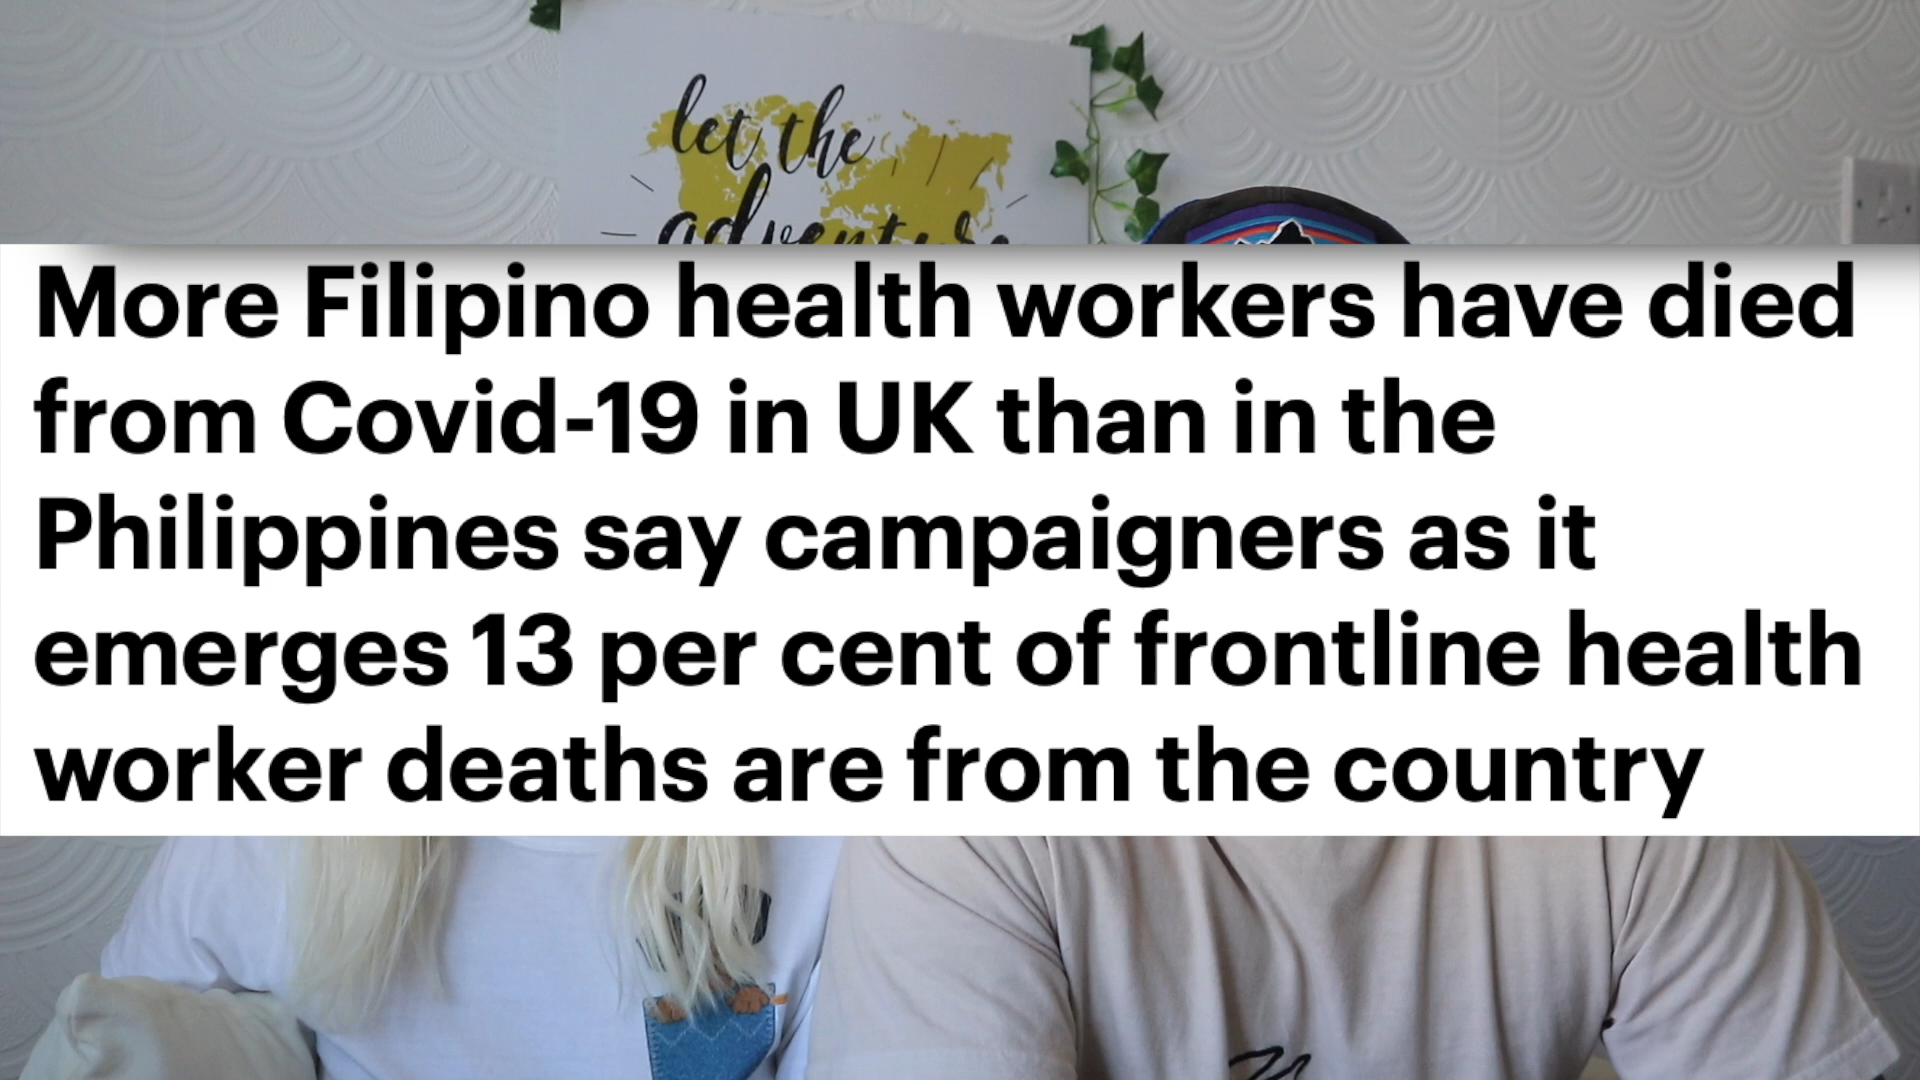 let the
adventure
More Filipino health workers have died
from Covid-19 in UK than in the
Philippines say campaigners as it
emerges 13 per cent of frontline health
worker deaths are from the country